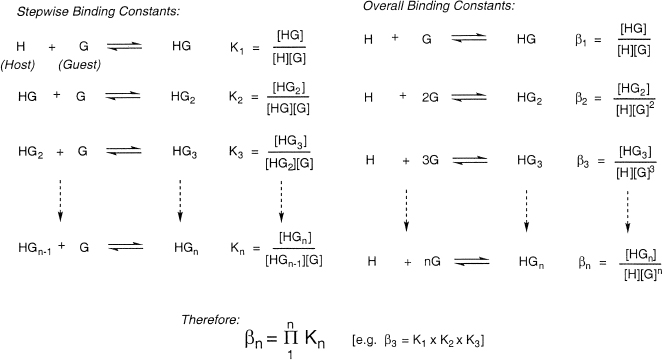 Stepwise Binding Constants:
H + G ⇌ HG K₁ = [HG] / [H][G]
(Host) (Guest)
HG + G ⇌ HG₂ K₂ = [HG₂] / [HG][G]
HG₂ + G ⇌ HG₃ K₃ = [HG₃] / [HG₂][G]
HGₙ₋₁ + G ⇌ HGₙ Kₙ = [HGₙ] / [HGₙ₋₁][G]
Overall Binding Constants:
H + G ⇌ HG β₁ = [HG] / [H][G]
H + 2G ⇌ HG₂ β₂ = [HG₂] / [H][G]²
H + 3G ⇌ HG₃ β₃ = [HG₃] / [H][G]³
H + nG ⇌ HGₙ βₙ = [HGₙ] / [H][G]ⁿ
Therefore:
n
βₙ = Π Kₙ [e.g. β₃ = K₁ x K₂ x K₃]
1